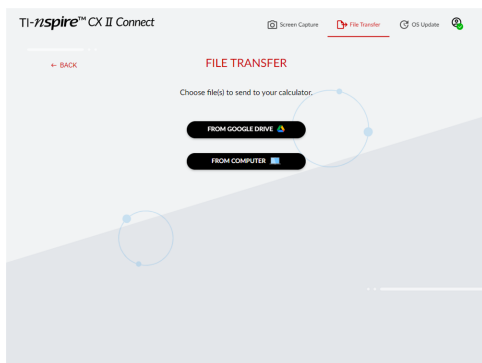 TI-nspire™ CX II Connect
Screen Capture
File Transfer
OS Update
← BACK
FILE TRANSFER
Choose file(s) to send to your calculator.
FROM GOOGLE DRIVE
FROM COMPUTER